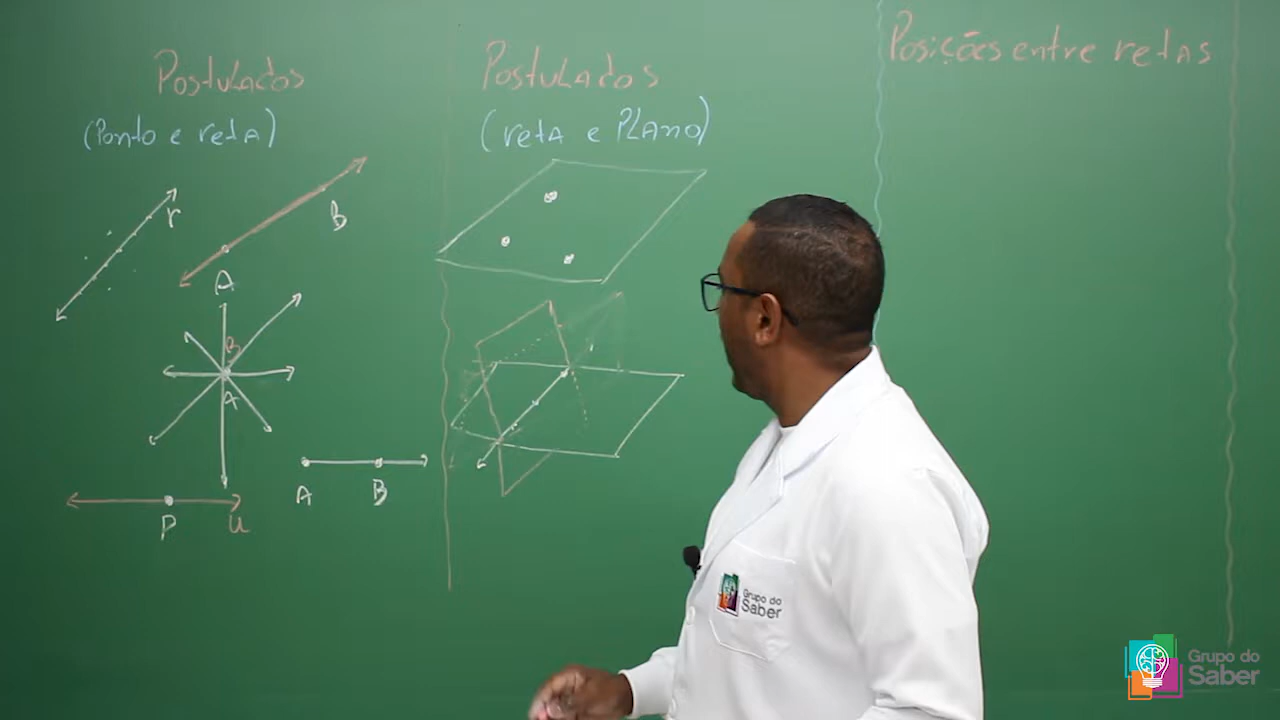 Postulados
(Ponto e retA)
r
B
A
B
A
A
B
P
u
Postulados
(retA e PlAno)
Posições entre retAs
Grupo do
Saber
Grupo do
Saber